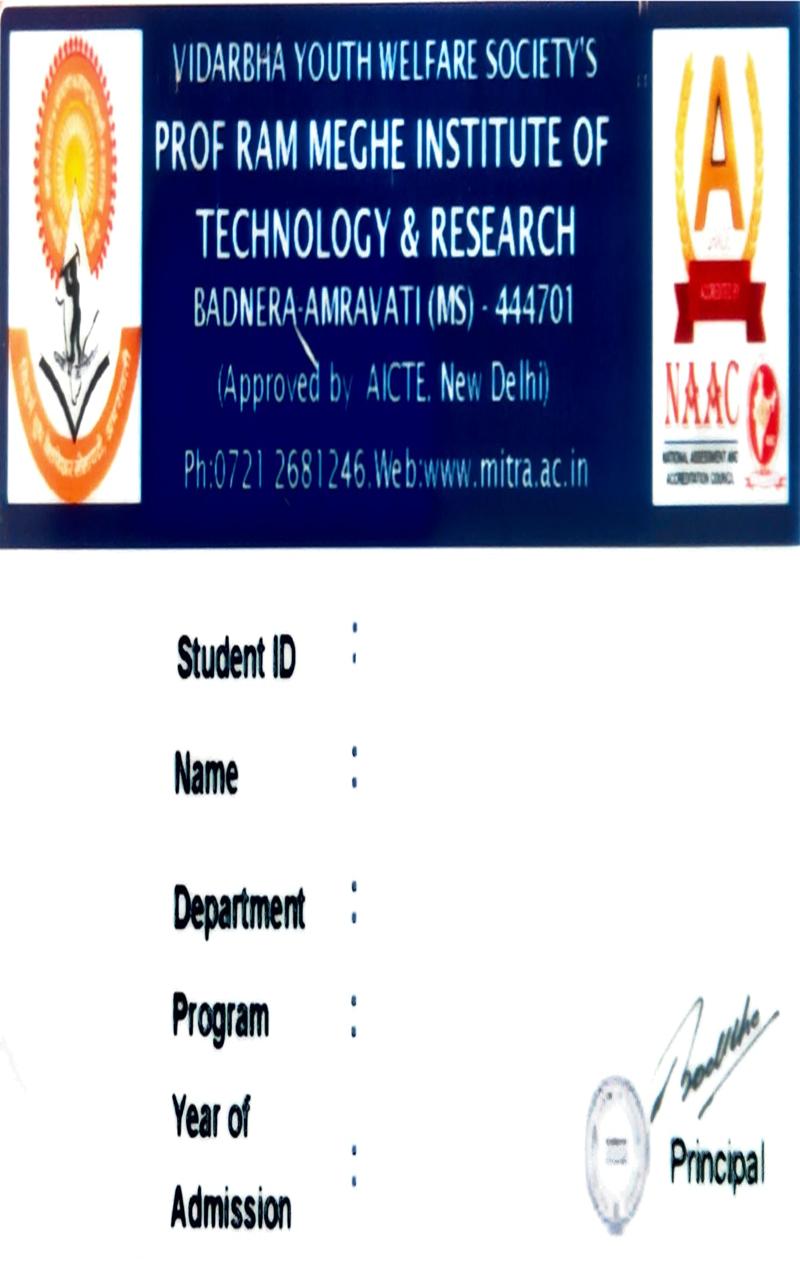 VIDARBHA YOUTH WELFARE SOCIETY'S
PROF RAM MEGHE INSTITUTE OF
TECHNOLOGY & RESEARCH
BADNERA-AMRAVATI (MS) - 444701
(Approved by AICTE. New Delhi)
Ph:0721 2681246.Web:www.mitra.ac.in
A
ACCREDITED BY
NAAC
NATIONAL ASSESSMENT AND
ACCREDITATION COUNCIL
Student ID :
Name :
Department :
Program :
Year of
Admission :
Principal